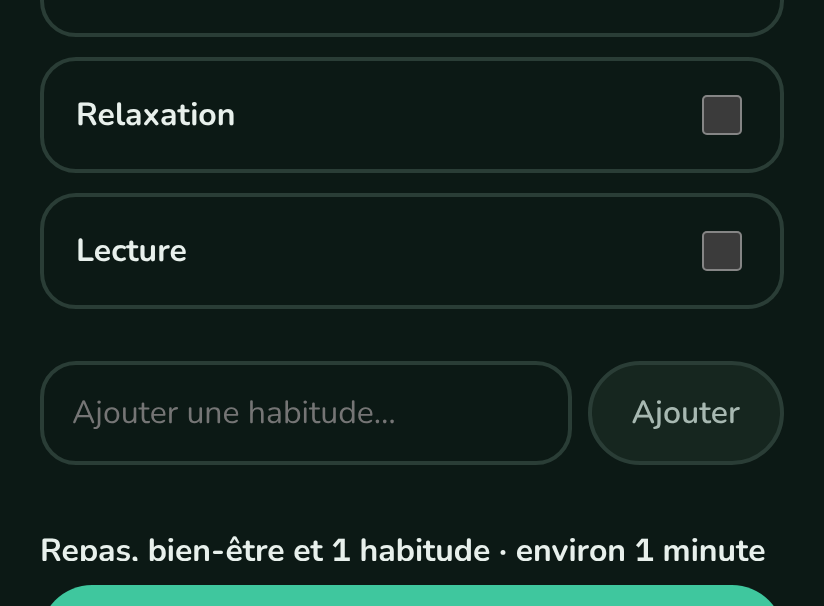 Relaxation
Lecture
Ajouter une habitude...
Ajouter
Repas, bien-être et 1 habitude · environ 1 minute